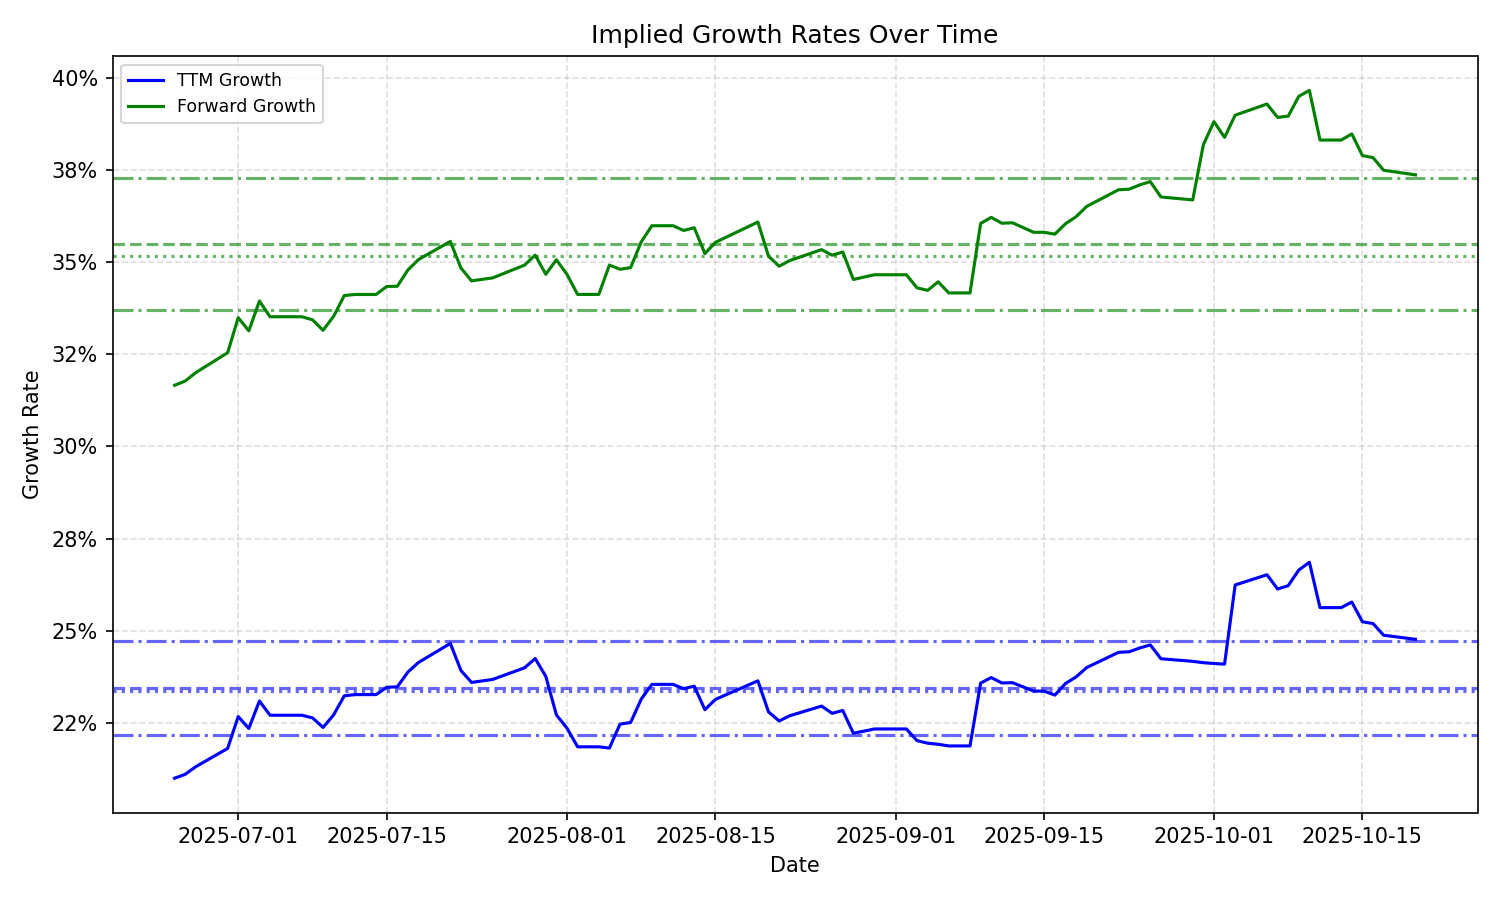 Implied Growth Rates Over Time
TTM Growth
Forward Growth
40%
38%
35%
32%
30%
28%
25%
22%
Growth Rate
2025-07-01 2025-07-15 2025-08-01 2025-08-15 2025-09-01 2025-09-15 2025-10-01 2025-10-15
Date